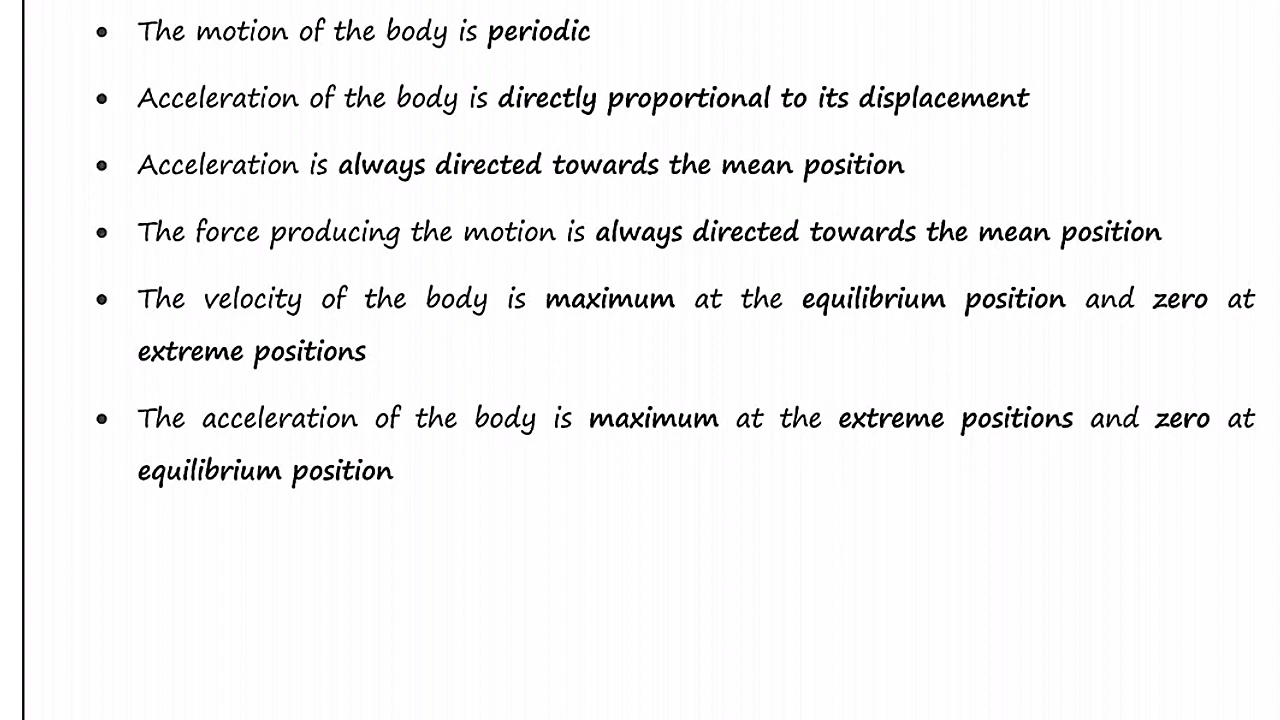 • The motion of the body is periodic
• Acceleration of the body is directly proportional to its displacement
• Acceleration is always directed towards the mean position
• The force producing the motion is always directed towards the mean position
• The velocity of the body is maximum at the equilibrium position and zero at
extreme positions
• The acceleration of the body is maximum at the extreme positions and zero at
equilibrium position